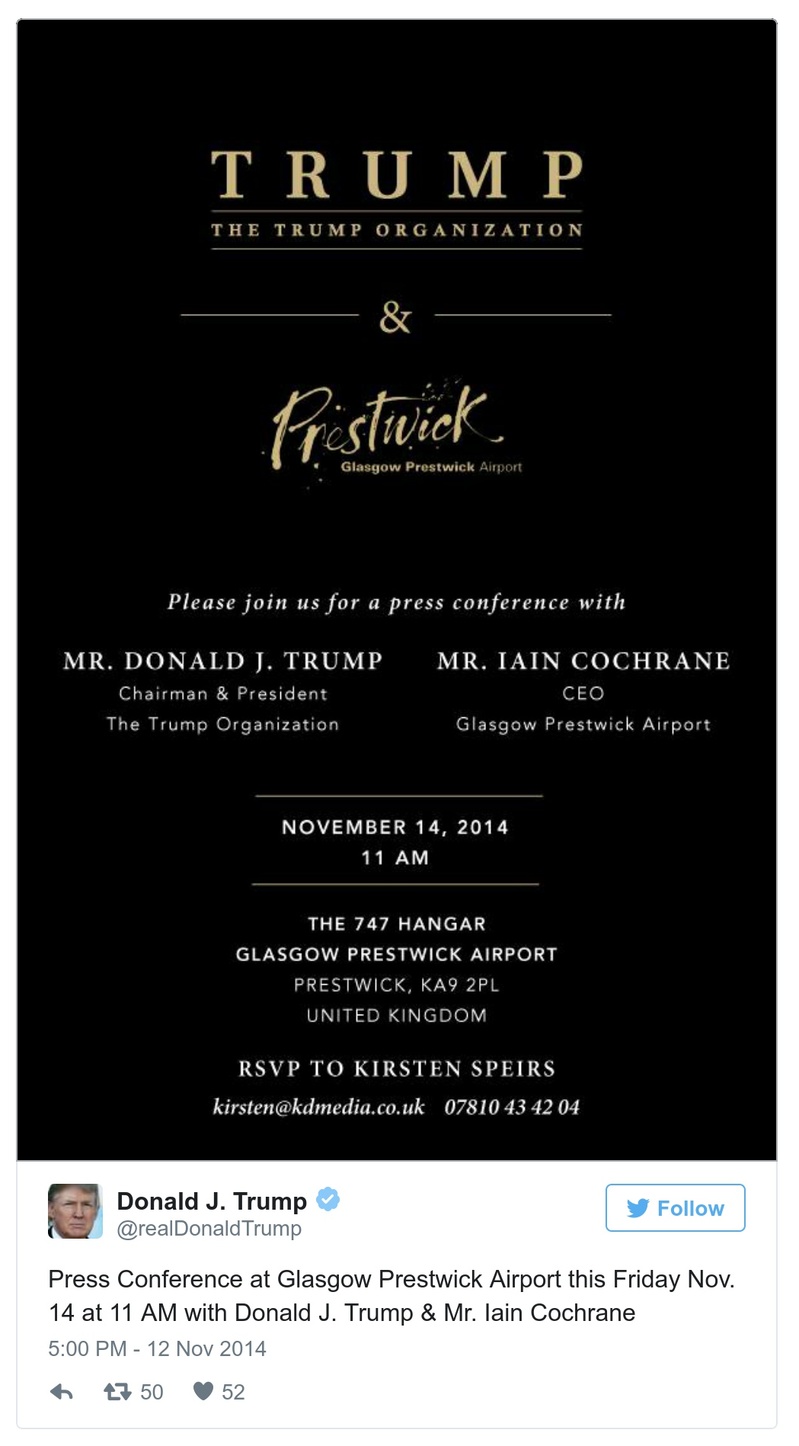 TRUMP
THE TRUMP ORGANIZATION
&
Prestwick
Glasgow Prestwick Airport
Please join us for a press conference with
MR. DONALD J. TRUMP
Chairman & President
The Trump Organization
MR. IAIN COCHRANE
CEO
Glasgow Prestwick Airport
NOVEMBER 14, 2014
11 AM
THE 747 HANGAR
GLASGOW PRESTWICK AIRPORT
PRESTWICK, KA9 2PL
UNITED KINGDOM
RSVP TO KIRSTEN SPEIRS
kirsten@kdmedia.co.uk 07810 43 42 04
Donald J. Trump
@realDonaldTrump
Follow
Press Conference at Glasgow Prestwick Airport this Friday Nov.
14 at 11 AM with Donald J. Trump & Mr. Iain Cochrane
5:00 PM - 12 Nov 2014
50 52